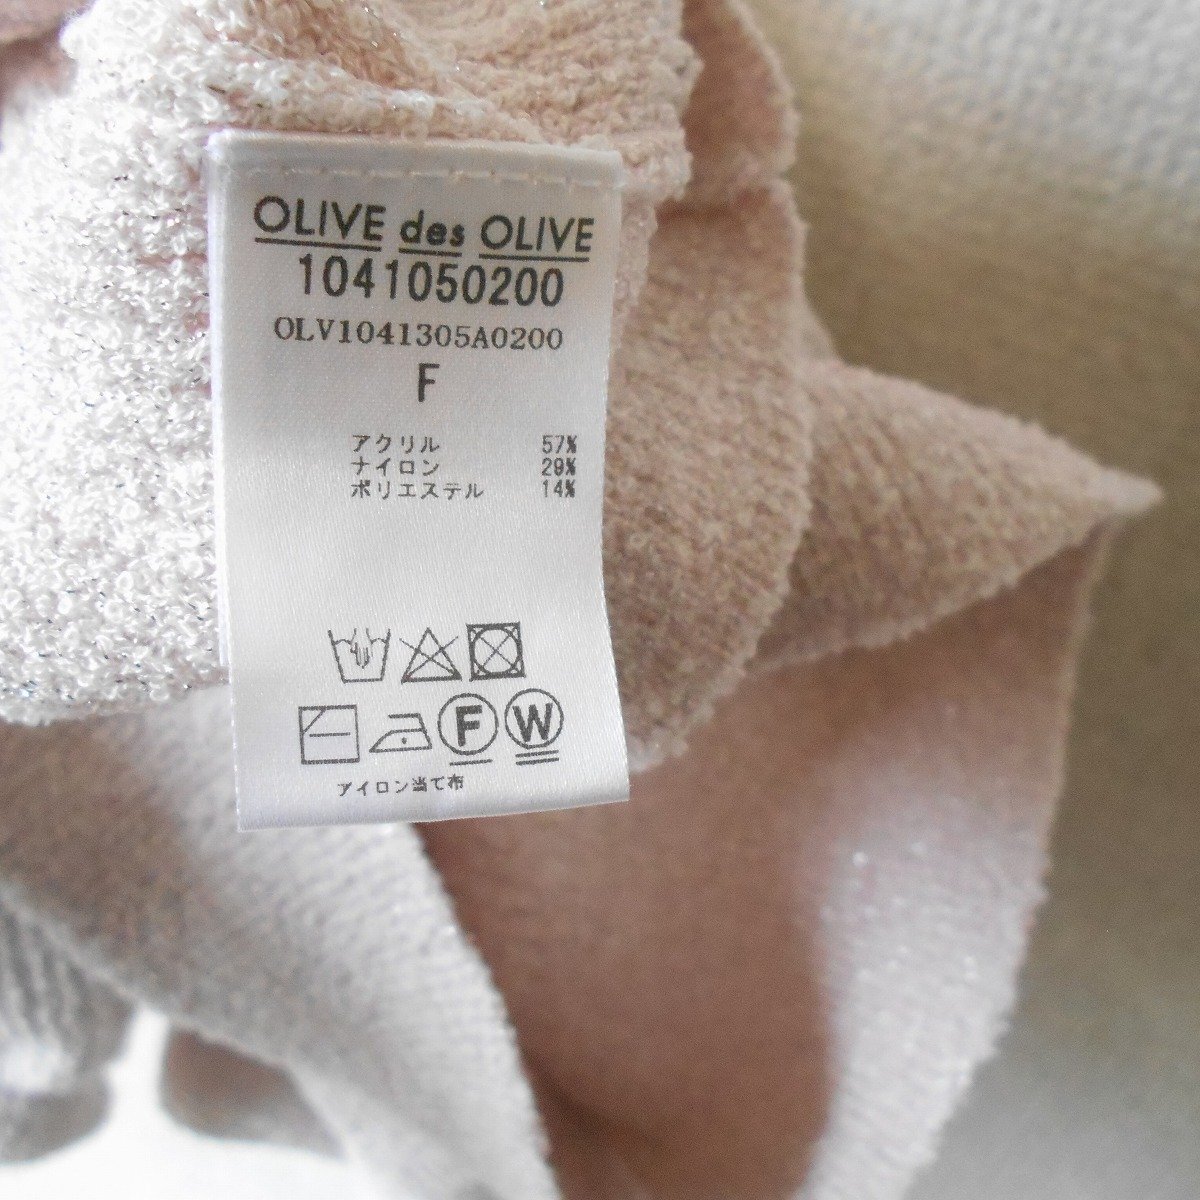 OLIVE des OLIVE
1041050200
OLV1041305A0200
F
アクリル 57%
ナイロン 29%
ポリエステル 14%
F W
アイロン当て布